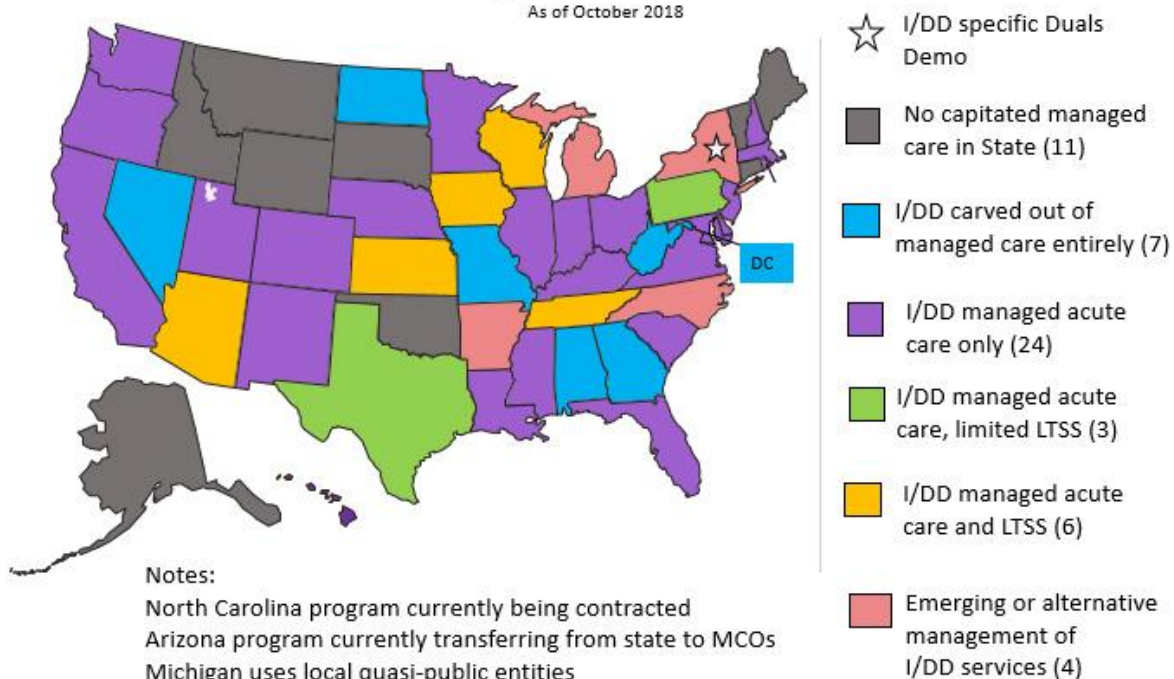 As of October 2018
I/DD specific Duals
Demo
No capitated managed
care in State (11)
I/DD carved out of
managed care entirely (7)
DC
I/DD managed acute
care only (24)
I/DD managed acute
care, limited LTSS (3)
I/DD managed acute
care and LTSS (6)
Emerging or alternative
management of
I/DD services (4)
Notes:
North Carolina program currently being contracted
Arizona program currently transferring from state to MCOs
Michigan uses local quasi-public entities